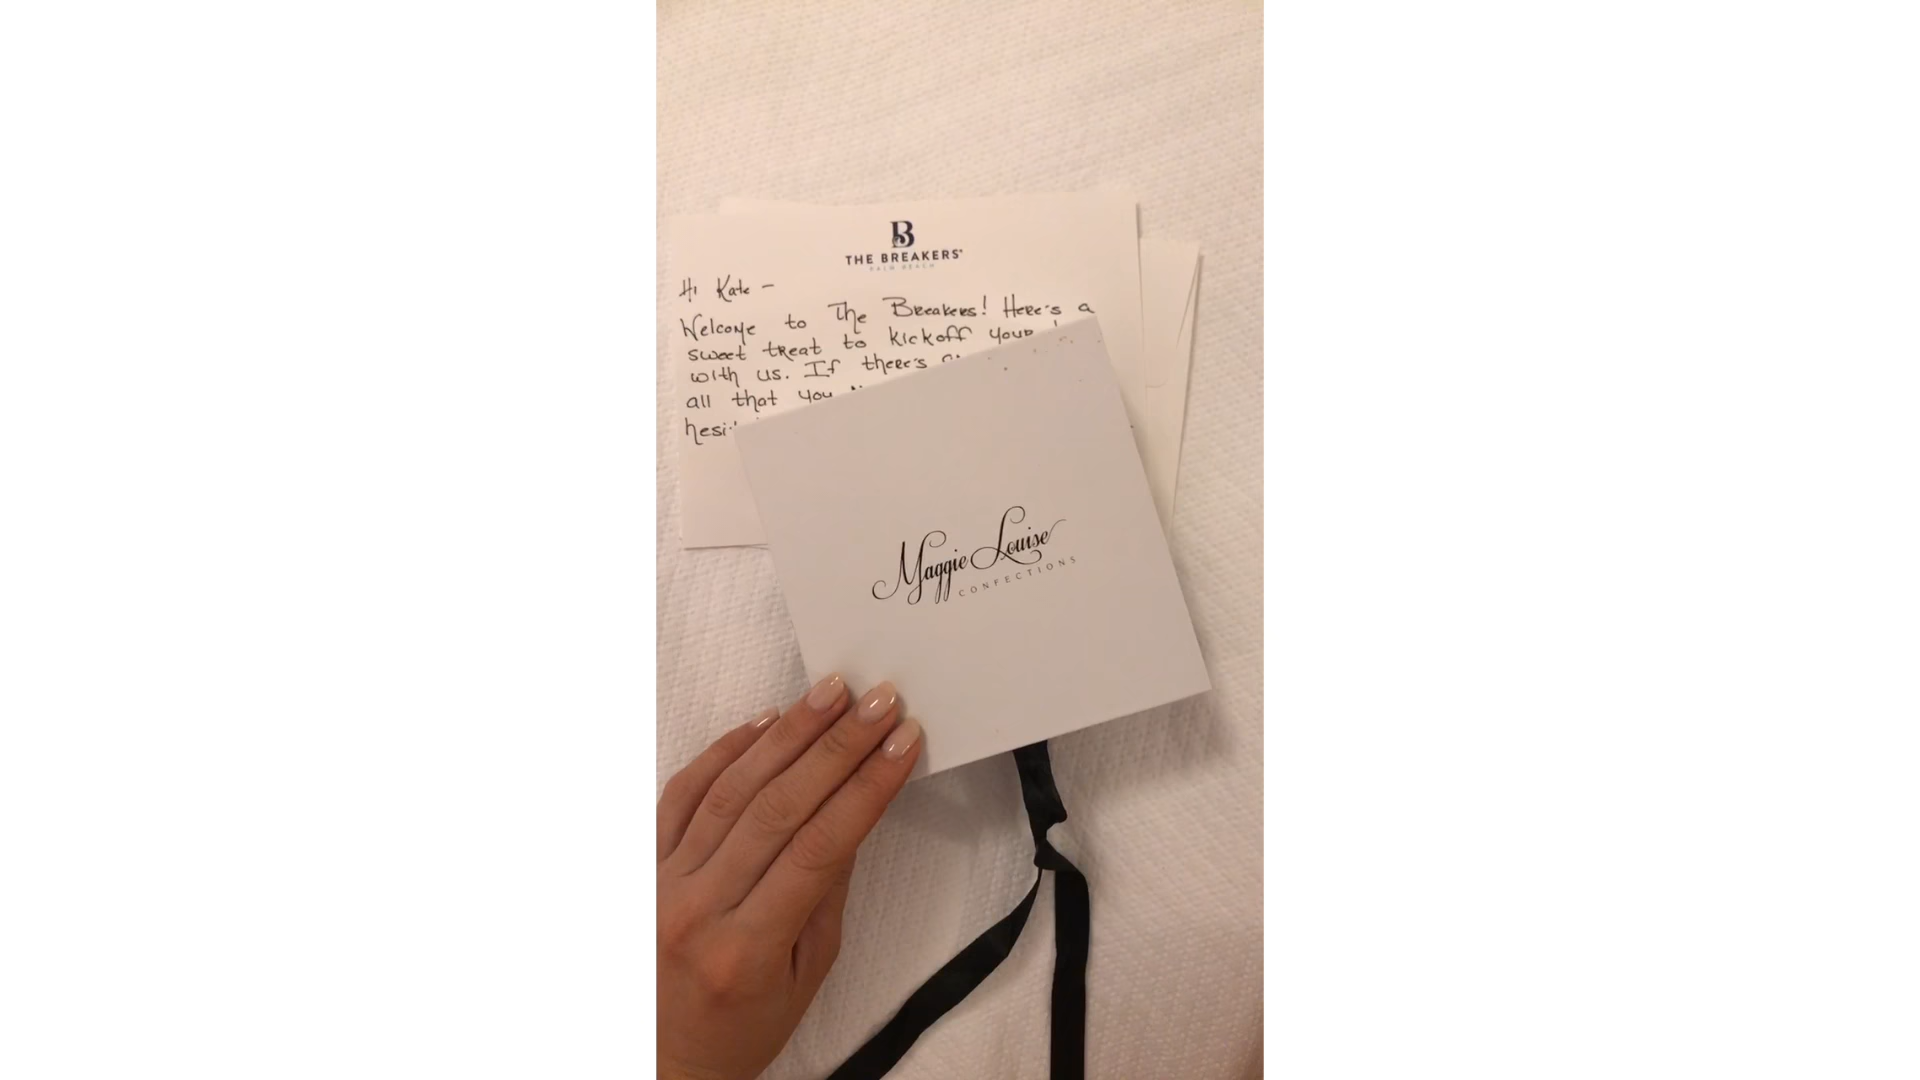 B
THE BREAKERS®
PALM BEACH
Hi Kate -
Welcome to The Breakers! Here's a
sweet treat to kickoff your
with us. If there's
all that you
Maggie Louise
CONFECTIONS